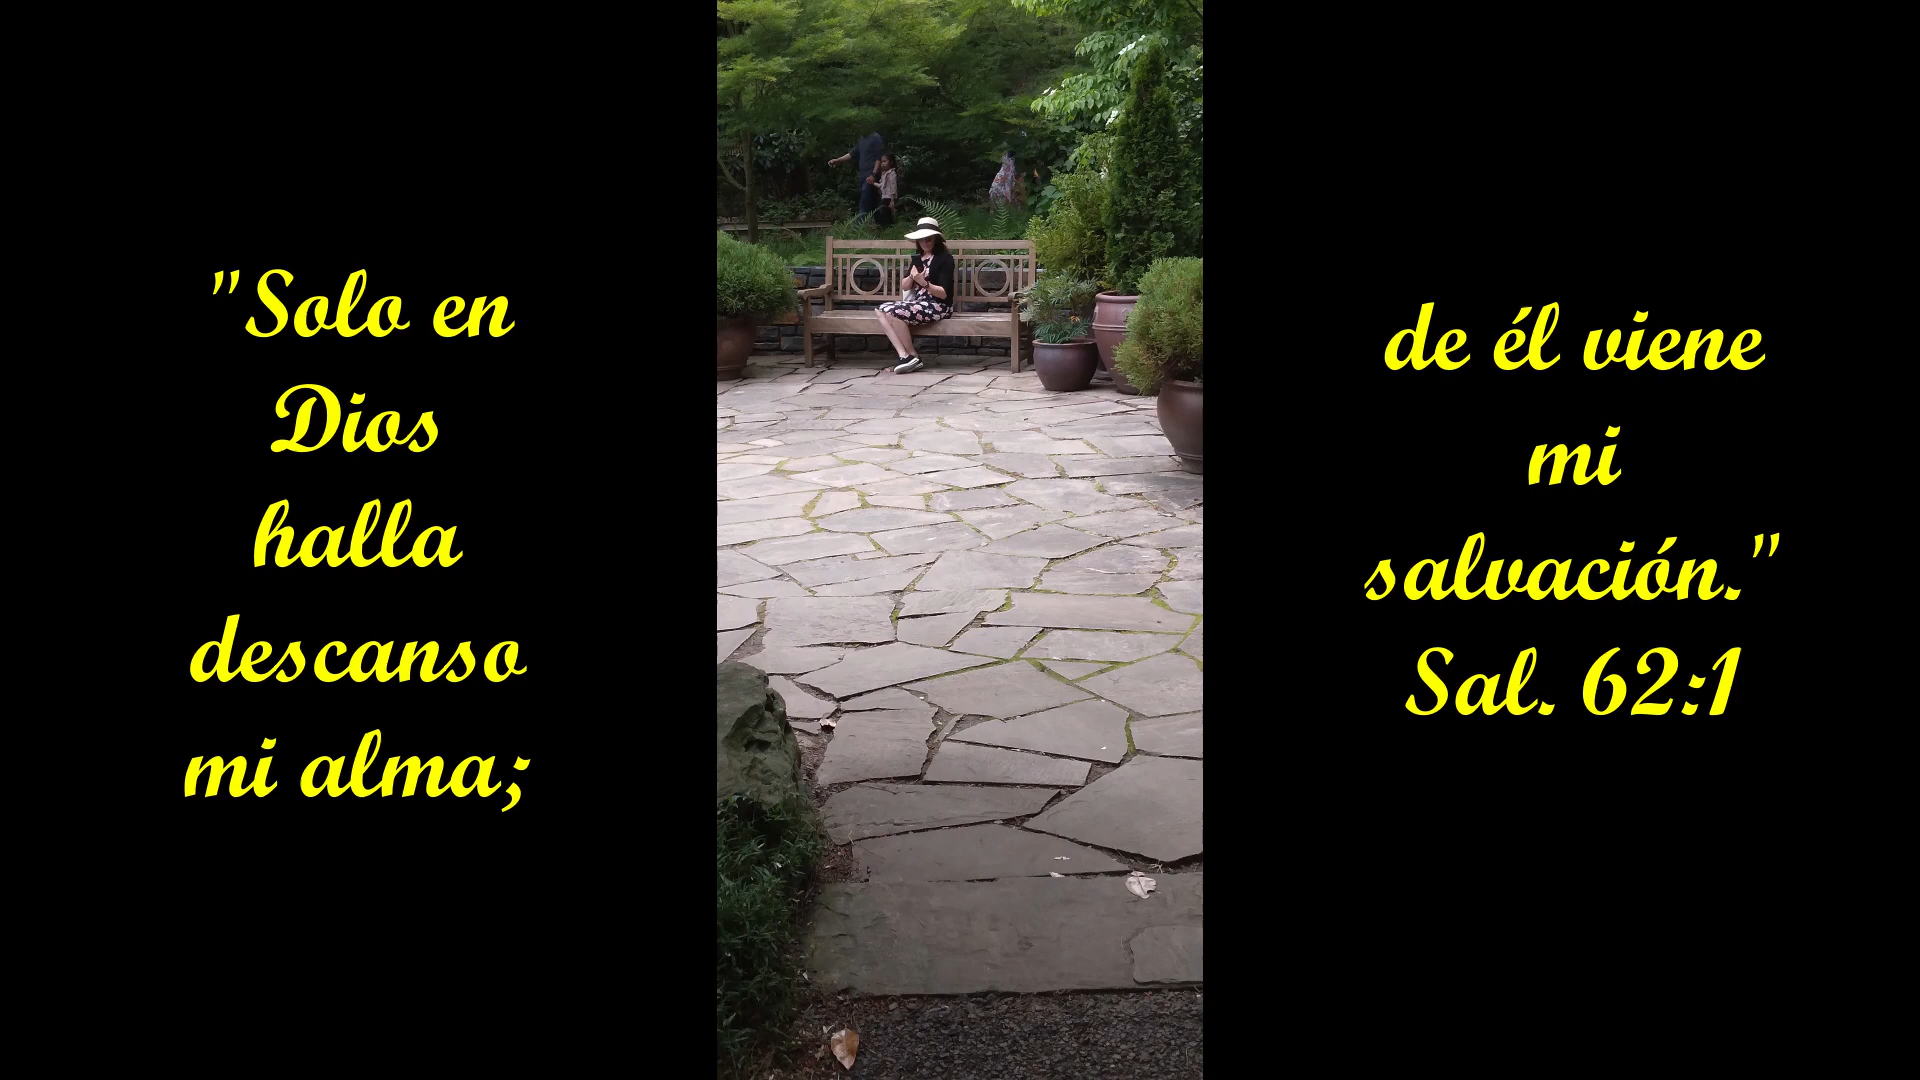 "Solo en
Dios
halla
descanso
mi alma;
de él viene
mi
salvación."
Sal. 62:1